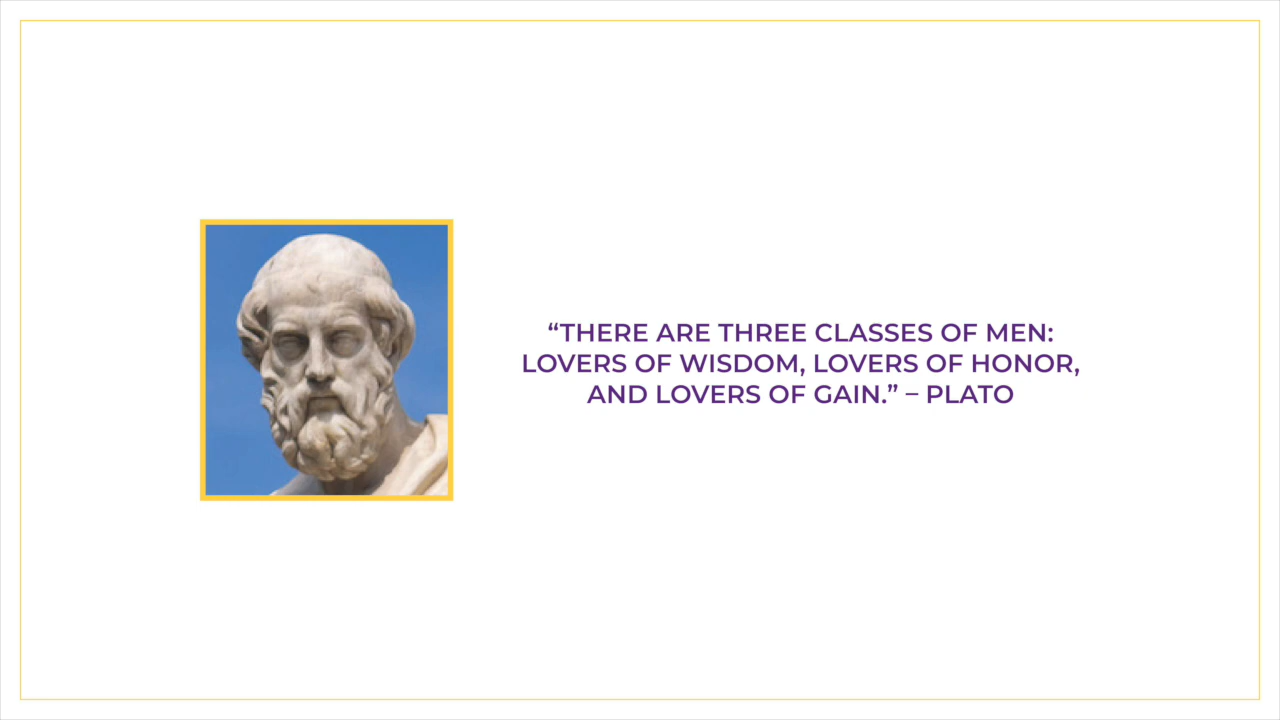 “THERE ARE THREE CLASSES OF MEN:
LOVERS OF WISDOM, LOVERS OF HONOR,
AND LOVERS OF GAIN.” – PLATO